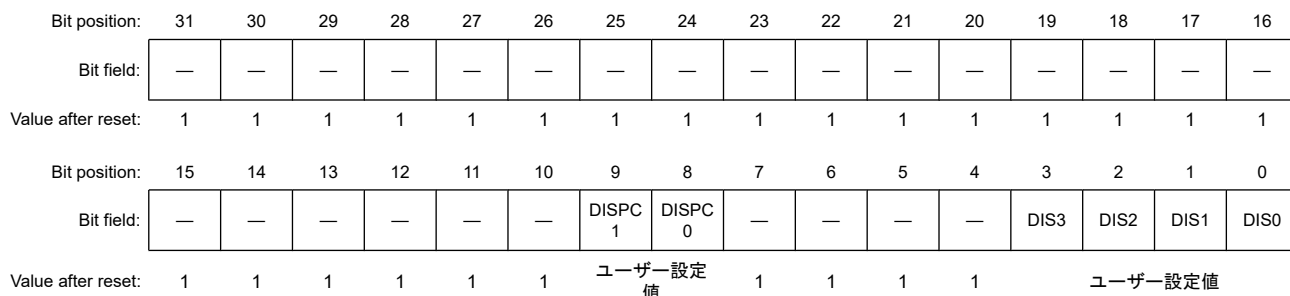 Bit position: 31 30 29 28 27 26 25 24 23 22 21 20 19 18 17 16
Bit field: — — — — — — — — — — — — — — — —
Value after reset: 1 1 1 1 1 1 1 1 1 1 1 1 1 1 1 1
Bit position: 15 14 13 12 11 10 9 8 7 6 5 4 3 2 1 0
Bit field: — — — — — — DISPC1 DISPC0 — — — — DIS3 DIS2 DIS1 DIS0
Value after reset: 1 1 1 1 1 1 ユーザー設定値 1 1 1 1 ユーザー設定値